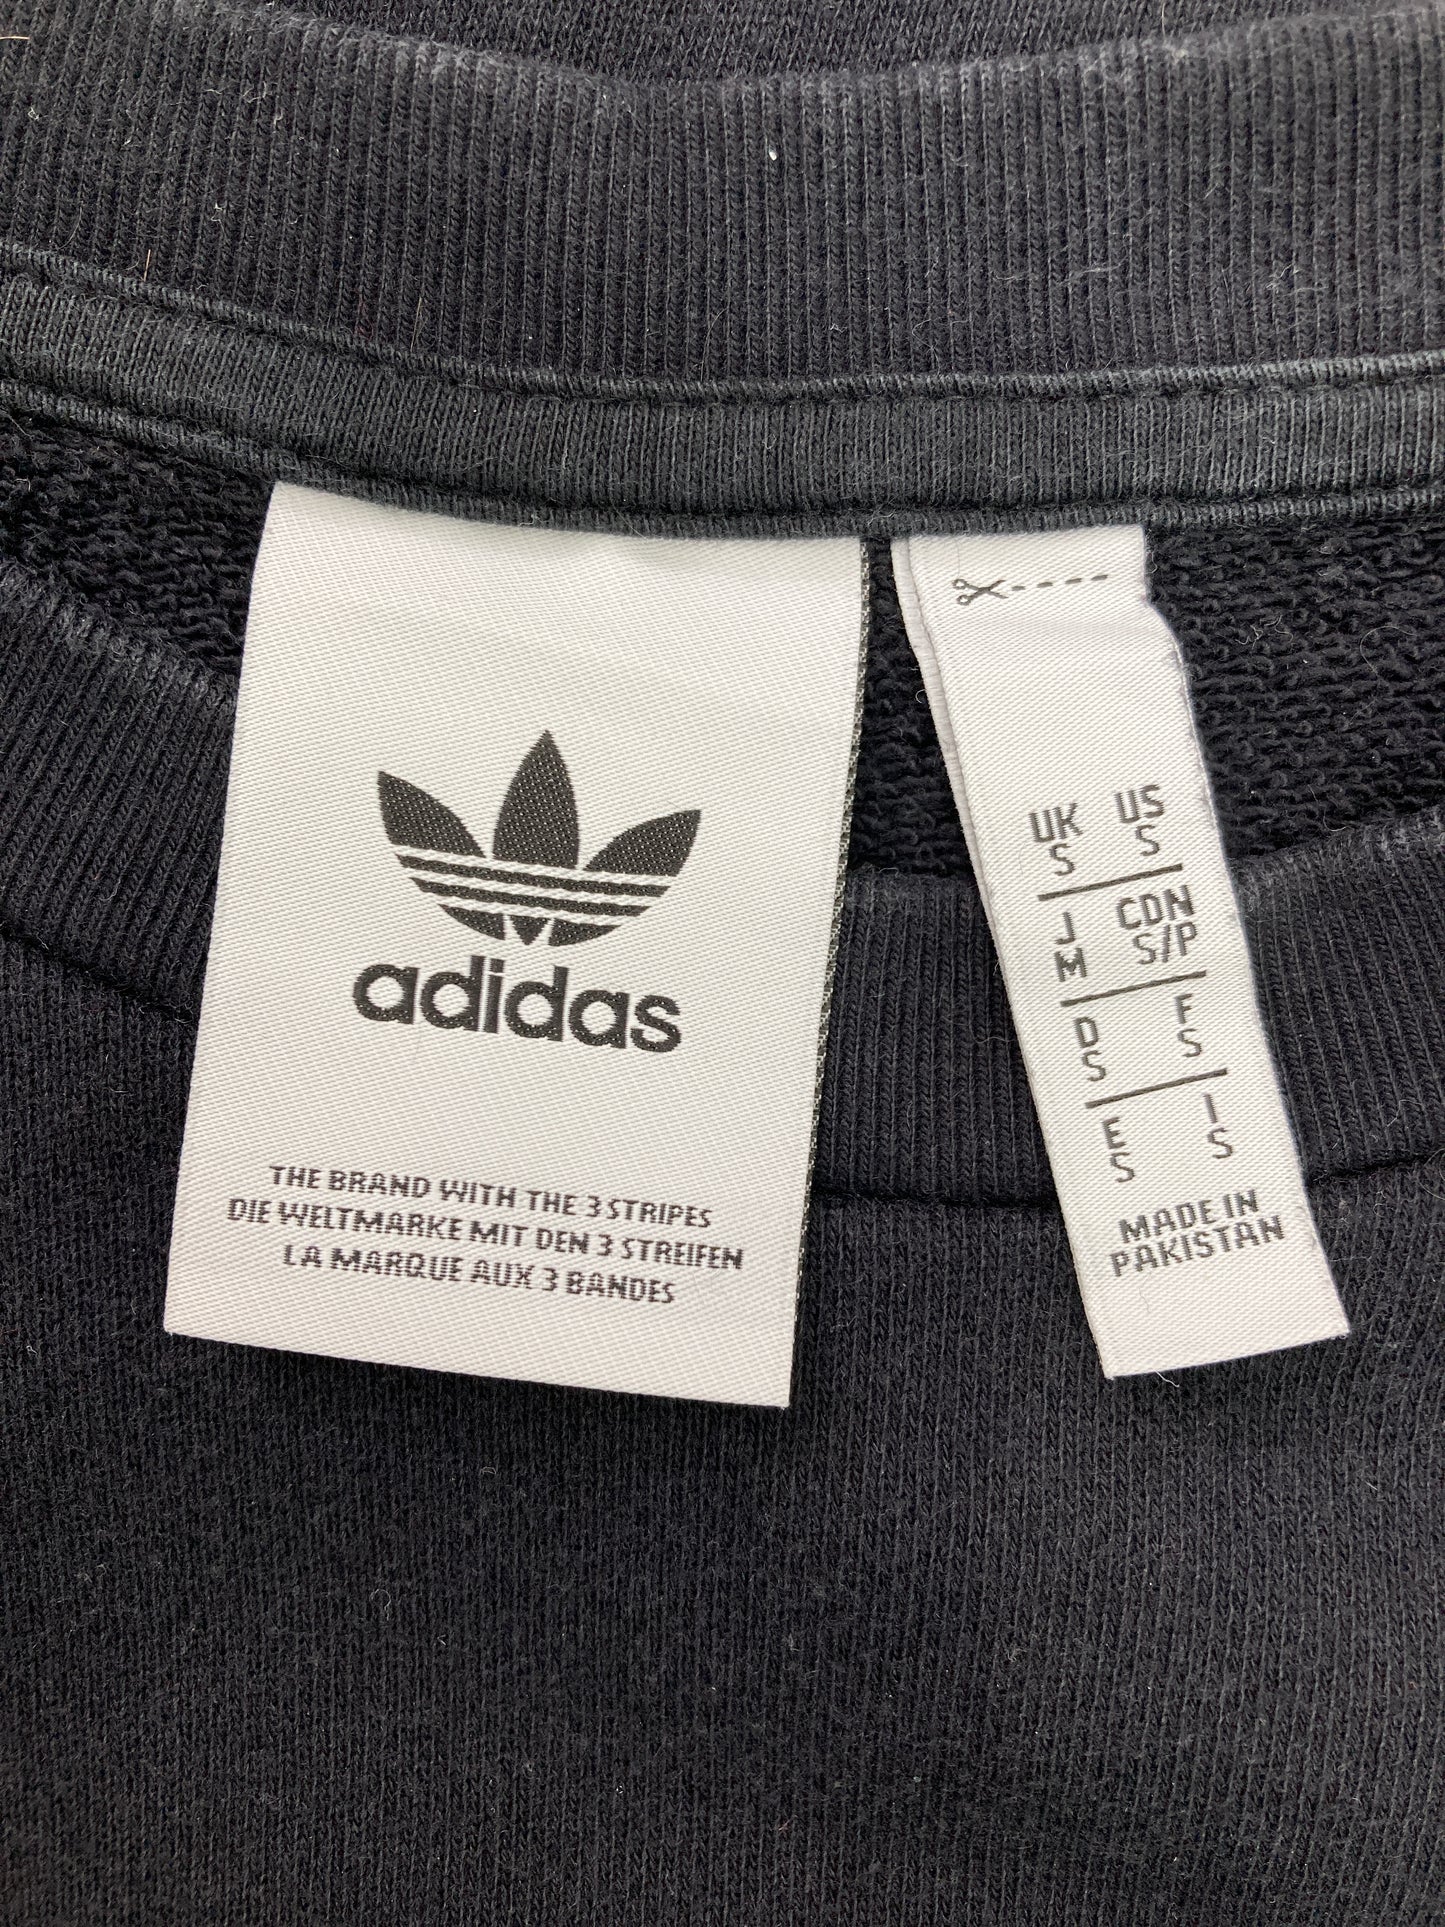 adidas
THE BRAND WITH THE 3 STRIPES
DIE WELTMARKE MIT DEN 3 STREIFEN
LA MARQUE AUX 3 BANDES
UK US
S S
J CDN
M S/P
D F
S S
E I
S S
MADE IN
PAKISTAN